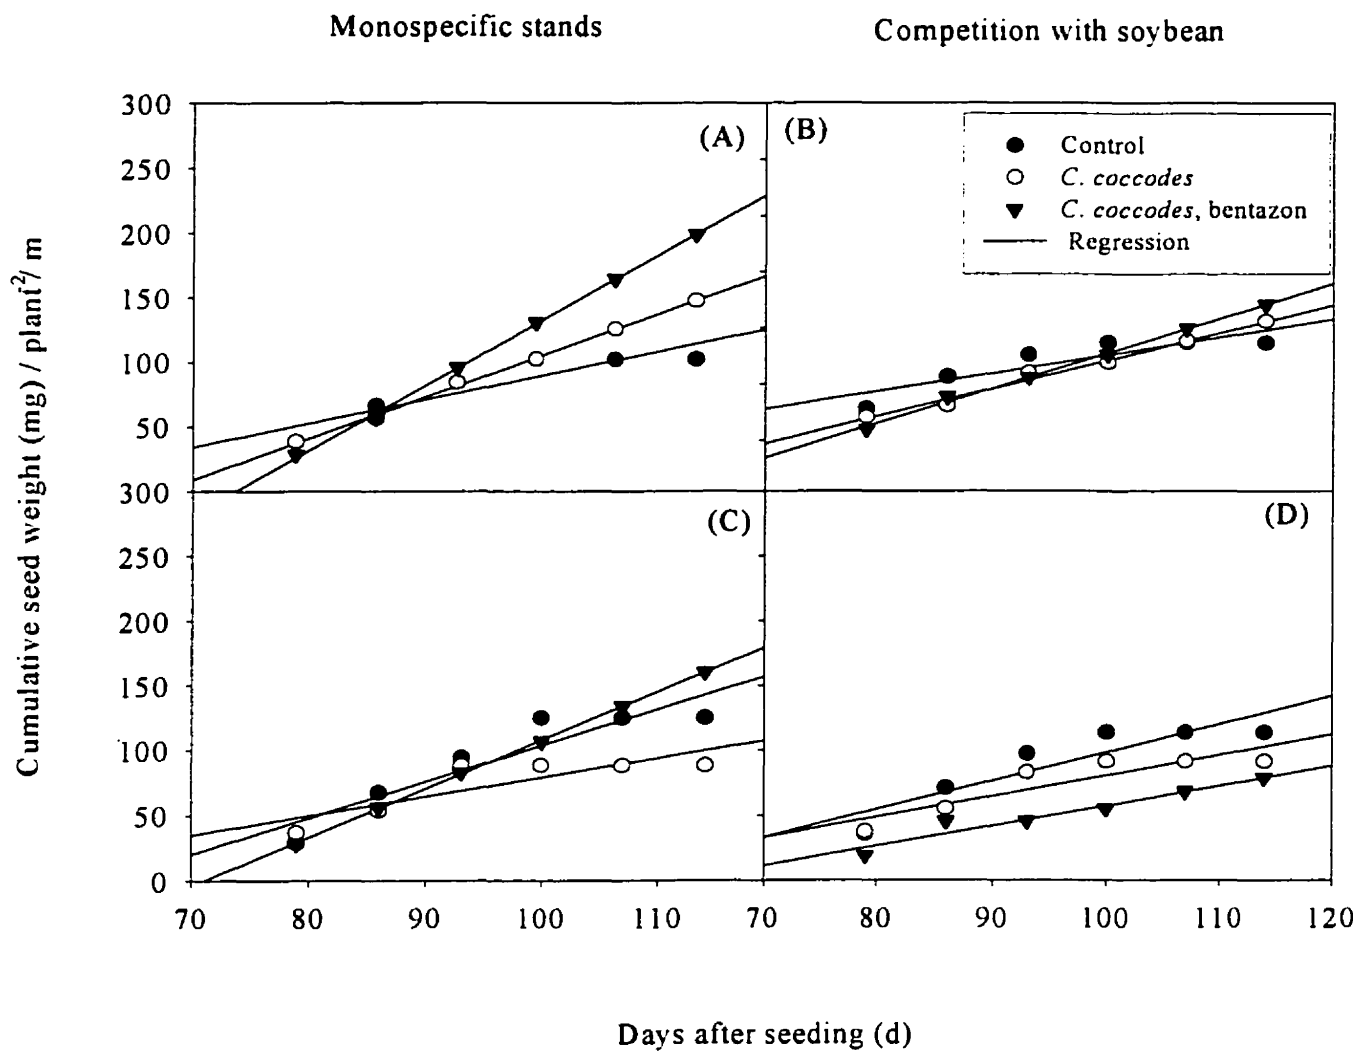 Monospecific stands
Competition with soybean
Cumulative seed weight (mg) / plant²/ m
300
250
200
150
100
50
(A)
(B)
Control
C. coccodes
C. coccodes, bentazon
Regression
300
250
200
150
100
50
0
(C)
(D)
70 80 90 100 110 70 80 90 100 110 120
Days after seeding (d)